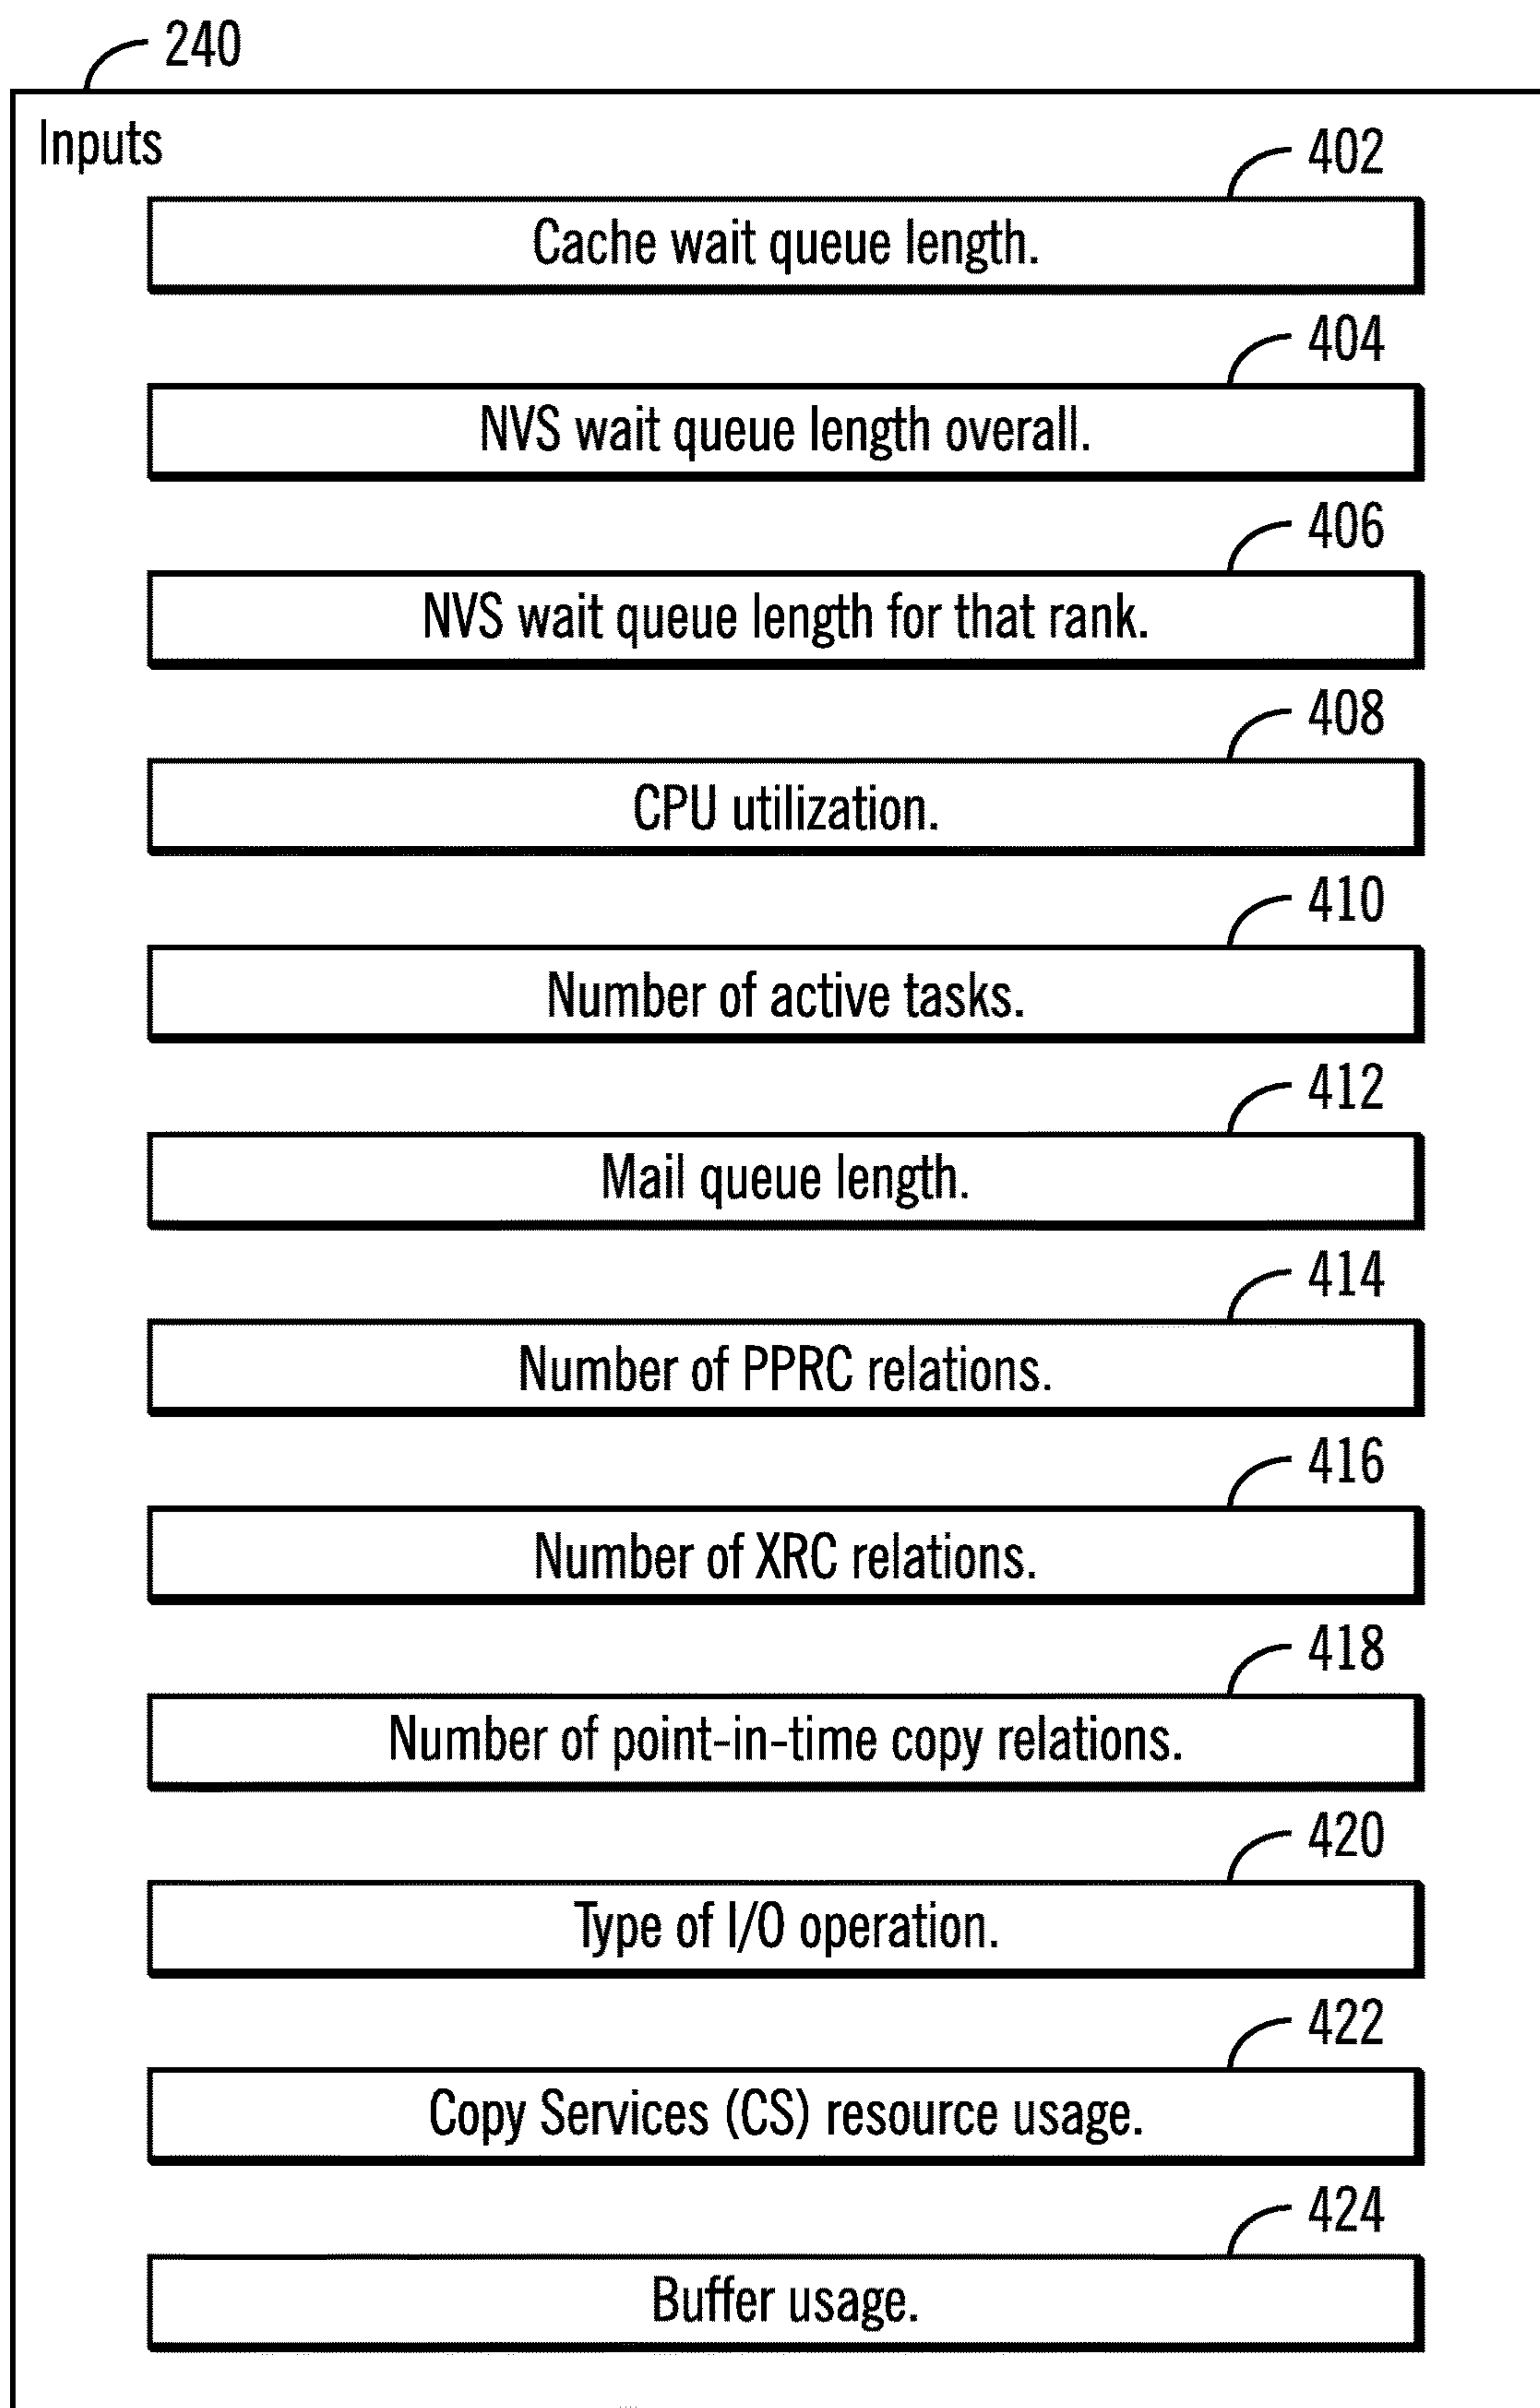 240
Inputs
402
Cache wait queue length.
404
NVS wait queue length overall.
406
NVS wait queue length for that rank.
408
CPU utilization.
410
Number of active tasks.
412
Mail queue length.
414
Number of PPRC relations.
416
Number of XRC relations.
418
Number of point-in-time copy relations.
420
Type of I/O operation.
422
Copy Services (CS) resource usage.
424
Buffer usage.